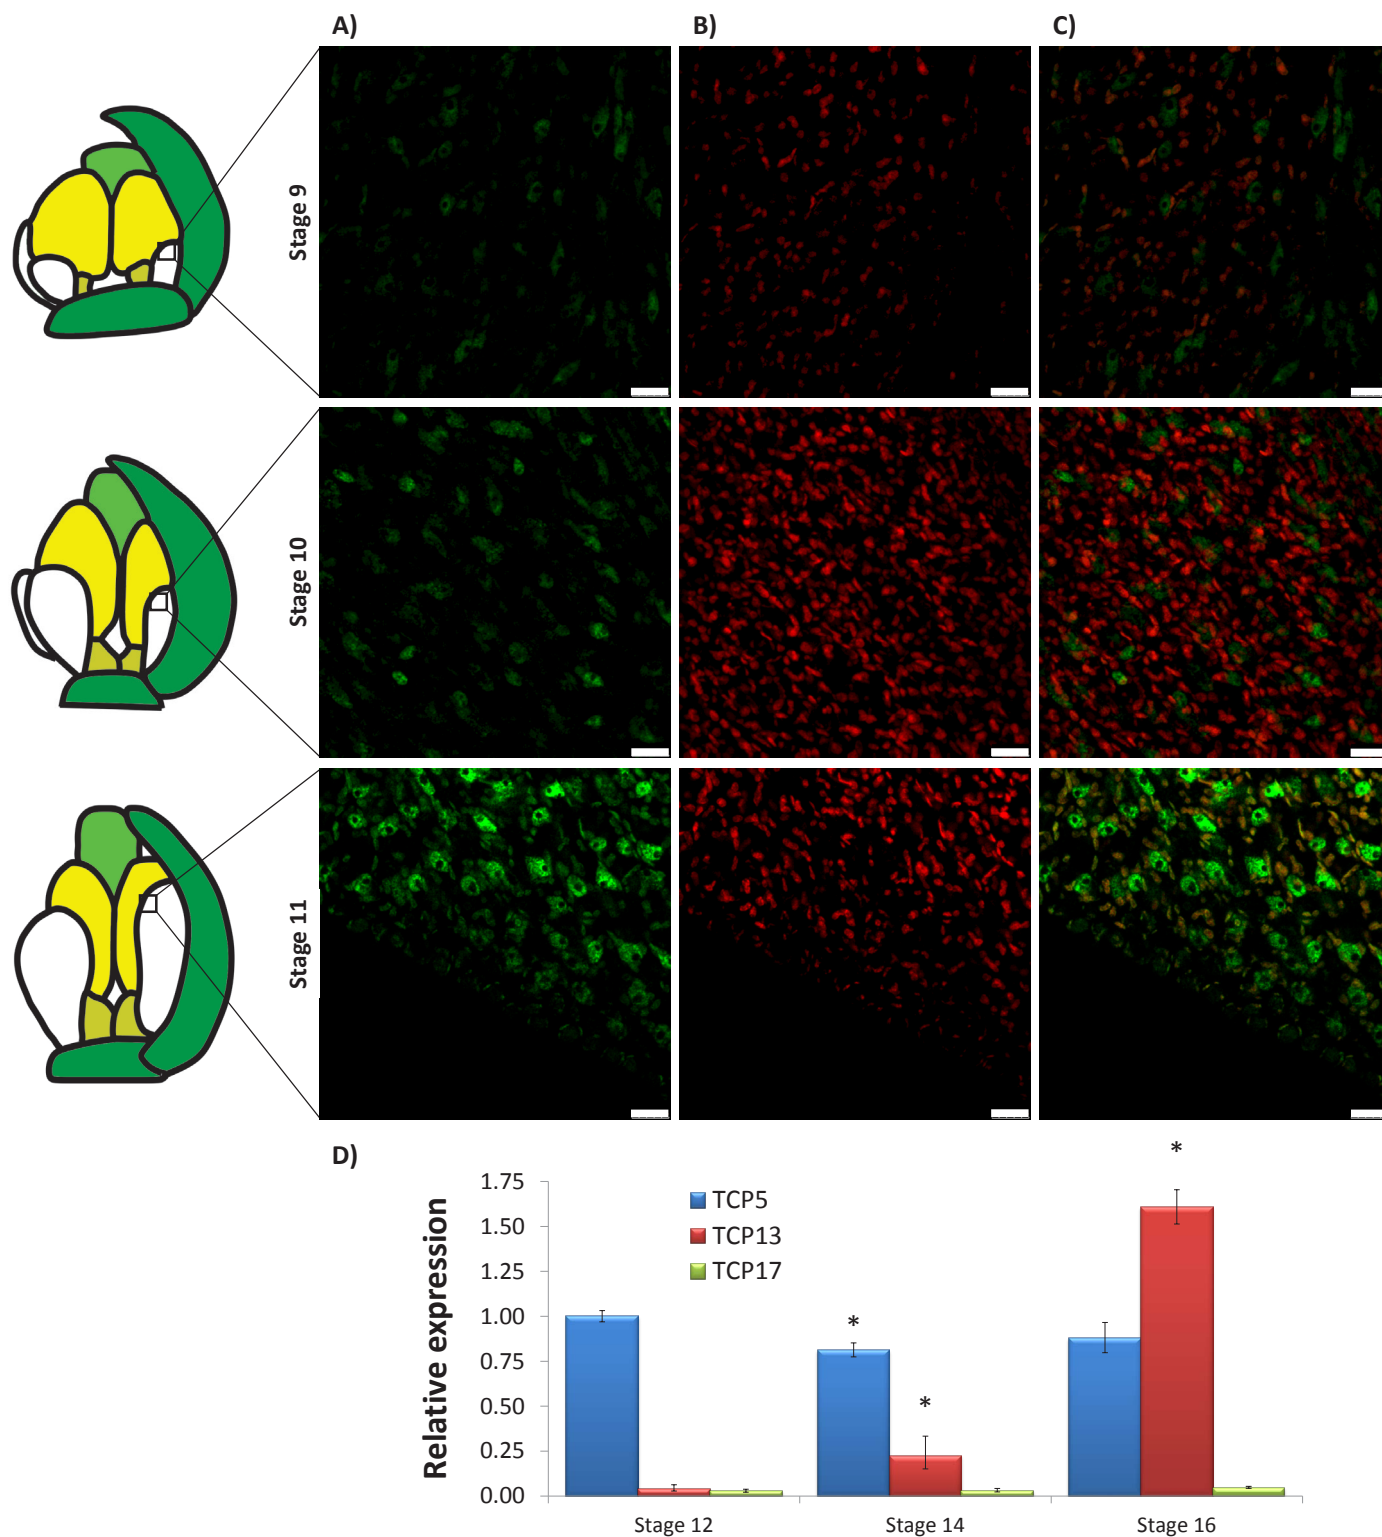 A)
B)
C)
Stage 9
Stage 10
Stage 11
D)
Relative expression
1.75
1.50
1.25
1.00
0.75
0.50
0.25
0.00
TCP5
TCP13
TCP17
*
*
*
Stage 12
Stage 14
Stage 16